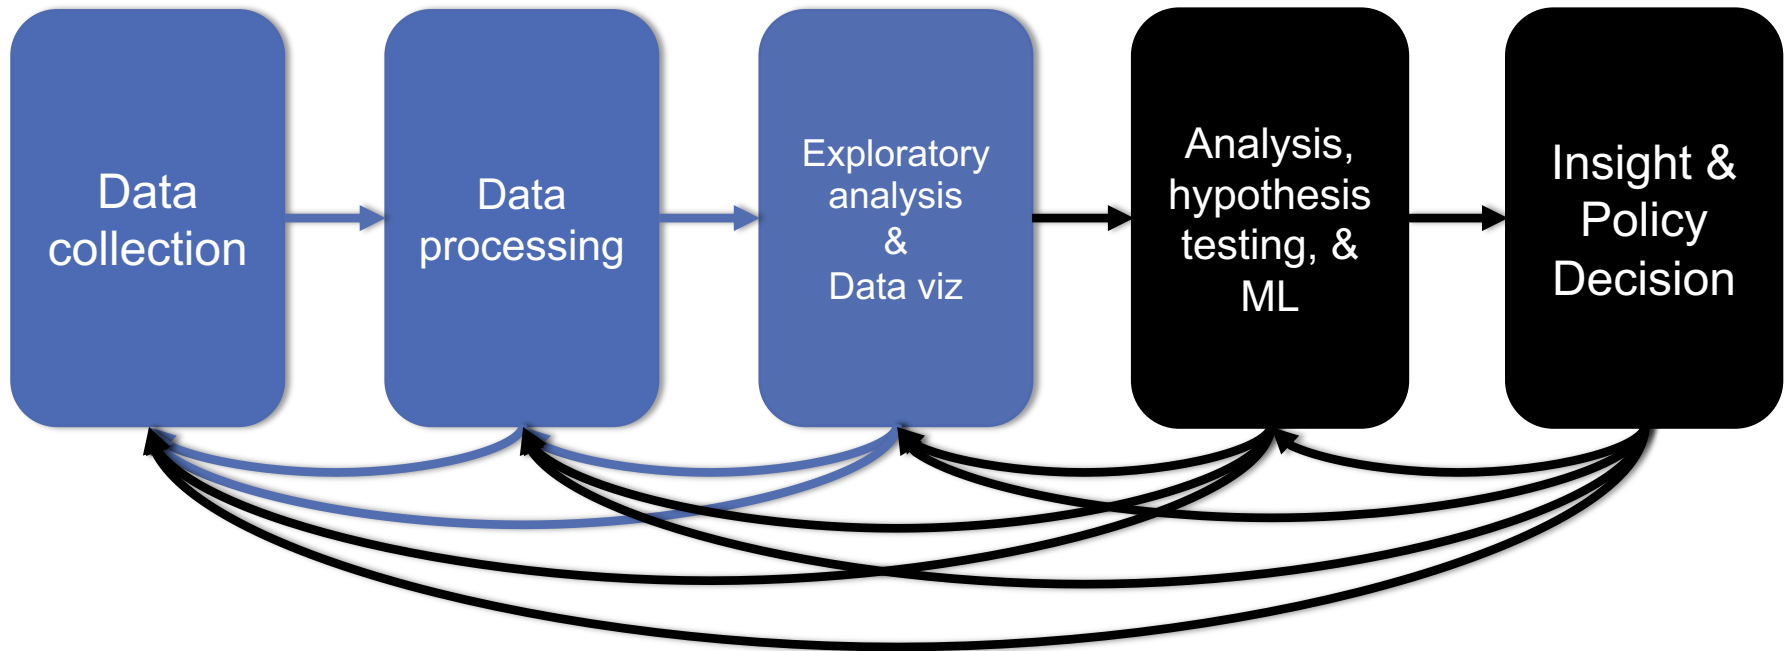 Data
collection
Data
processing
Exploratory
analysis
&
Data viz
Analysis,
hypothesis
testing, &
ML
Insight &
Policy
Decision